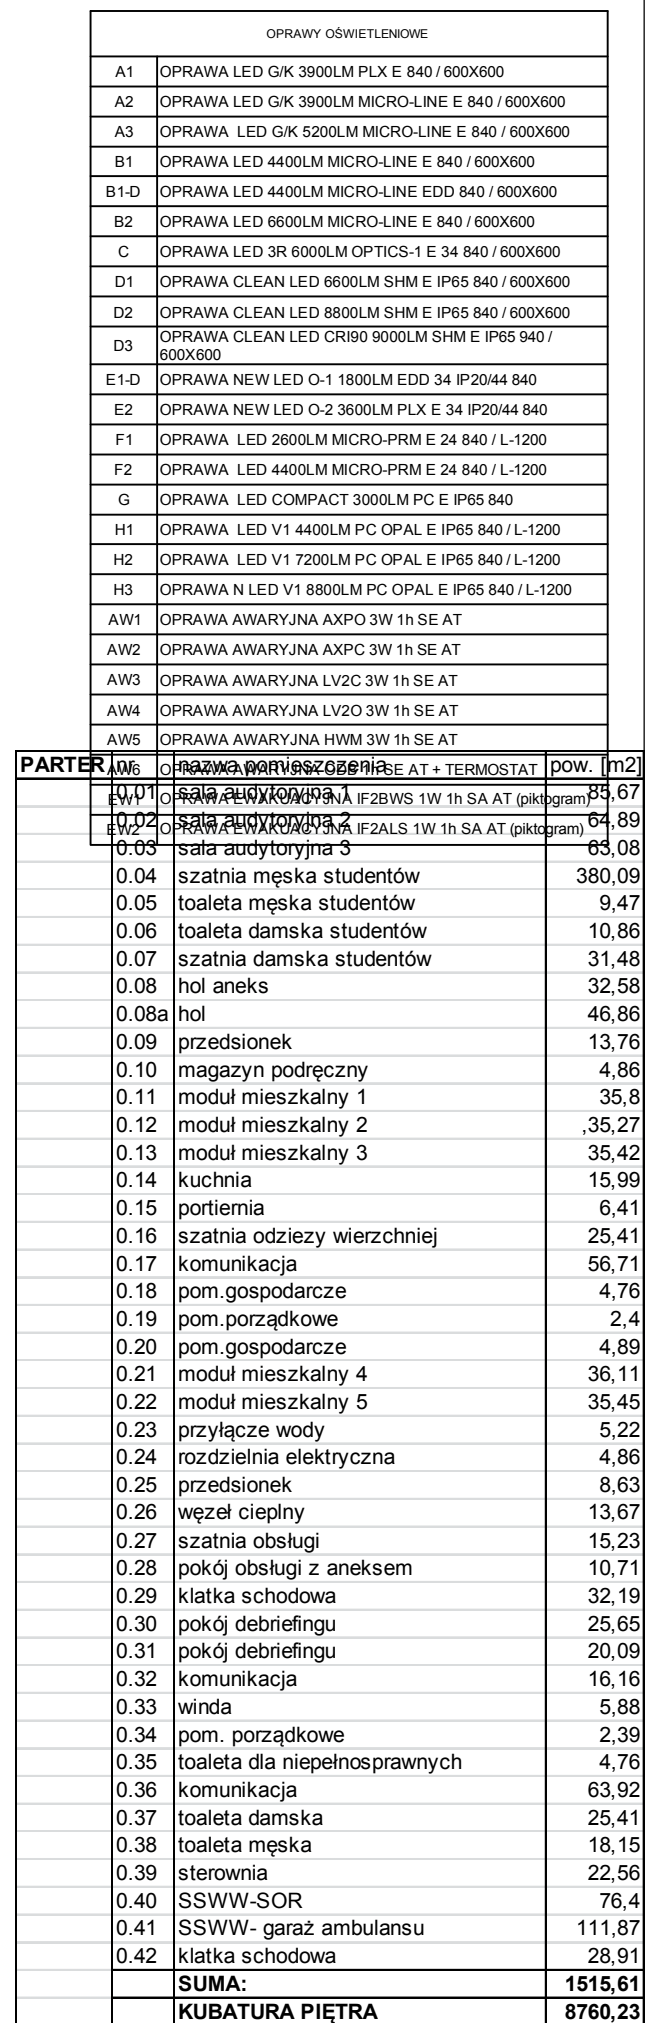 OPRAWY OŚWIETLENIOWE
A1 OPRAWA LED G/K 3900LM PLX E 840 / 600X600
A2 OPRAWA LED G/K 3900LM MICRO-LINE E 840 / 600X600
A3 OPRAWA LED G/K 5200LM MICRO-LINE E 840 / 600X600
B1 OPRAWA LED 4400LM MICRO-LINE E 840 / 600X600
B1-D OPRAWA LED 4400LM MICRO-LINE EDD 840 / 600X600
B2 OPRAWA LED 6600LM MICRO-LINE E 840 / 600X600
C OPRAWA LED 3R 6000LM OPTICS-1 E 34 840 / 600X600
D1 OPRAWA CLEAN LED 6600LM SHM E IP65 840 / 600X600
D2 OPRAWA CLEAN LED 8800LM SHM E IP65 840 / 600X600
D3 OPRAWA CLEAN LED CRI90 9000LM SHM E IP65 940 /
600X600
E1-D OPRAWA NEW LED O-1 1800LM EDD 34 IP20/44 840
E2 OPRAWA NEW LED O-2 3600LM PLX E 34 IP20/44 840
F1 OPRAWA LED 2600LM MICRO-PRM E 24 840 / L-1200
F2 OPRAWA LED 4400LM MICRO-PRM E 24 840 / L-1200
G OPRAWA LED COMPACT 3000LM PC E IP65 840
H1 OPRAWA LED V1 4400LM PC OPAL E IP65 840 / L-1200
H2 OPRAWA LED V1 7200LM PC OPAL E IP65 840 / L-1200
H3 OPRAWA N LED V1 8800LM PC OPAL E IP65 840 / L-1200
AW1 OPRAWA AWARYJNA AXPO 3W 1h SE AT
AW2 OPRAWA AWARYJNA AXPC 3W 1h SE AT
AW3 OPRAWA AWARYJNA LV2C 3W 1h SE AT
AW4 OPRAWA AWARYJNA LV2O 3W 1h SE AT
AW5 OPRAWA AWARYJNA HWM 3W 1h SE AT
AW6 OPRAWA AWARYJNA 1h SE AT + TERMOSTAT
EW1 OPRAWA EWAKUACYJNA IF2BWS 1W 1h SA AT (piktogram)
EW2 OPRAWA EWAKUACYJNA IF2ALS 1W 1h SA AT (piktogram)
PARTER nr nazwa pomieszczenia pow. [m2]
0.01 sala audytoryjna 1 85,67
0.02 sala audytoryjna 2 64,89
0.03 sala audytoryjna 3 63,08
0.04 szatnia męska studentów 380,09
0.05 toaleta męska studentów 9,47
0.06 toaleta damska studentów 10,86
0.07 szatnia damska studentów 31,48
0.08 hol aneks 32,58
0.08a hol 46,86
0.09 przedsionek 13,76
0.10 magazyn podręczny 4,86
0.11 moduł mieszkalny 1 35,8
0.12 moduł mieszkalny 2 ,35,27
0.13 moduł mieszkalny 3 35,42
0.14 kuchnia 15,99
0.15 portiernia 6,41
0.16 szatnia odziezy wierzchniej 25,41
0.17 komunikacja 56,71
0.18 pom.gospodarcze 4,76
0.19 pom.porządkowe 2,4
0.20 pom.gospodarcze 4,89
0.21 moduł mieszkalny 4 36,11
0.22 moduł mieszkalny 5 35,45
0.23 przyłącze wody 5,22
0.24 rozdzielnia elektryczna 4,86
0.25 przedsionek 8,63
0.26 węzeł cieplny 13,67
0.27 szatnia obsługi 15,23
0.28 pokój obsługi z aneksem 10,71
0.29 klatka schodowa 32,19
0.30 pokój debriefingu 25,65
0.31 pokój debriefingu 20,09
0.32 komunikacja 16,16
0.33 winda 5,88
0.34 pom. porządkowe 2,39
0.35 toaleta dla niepełnosprawnych 4,76
0.36 komunikacja 63,92
0.37 toaleta damska 25,41
0.38 toaleta męska 18,15
0.39 sterownia 22,56
0.40 SSWW-SOR 76,4
0.41 SSWW- garaż ambulansu 111,87
0.42 klatka schodowa 28,91
SUMA: 1515,61
KUBATURA PIĘTRA 8760,23